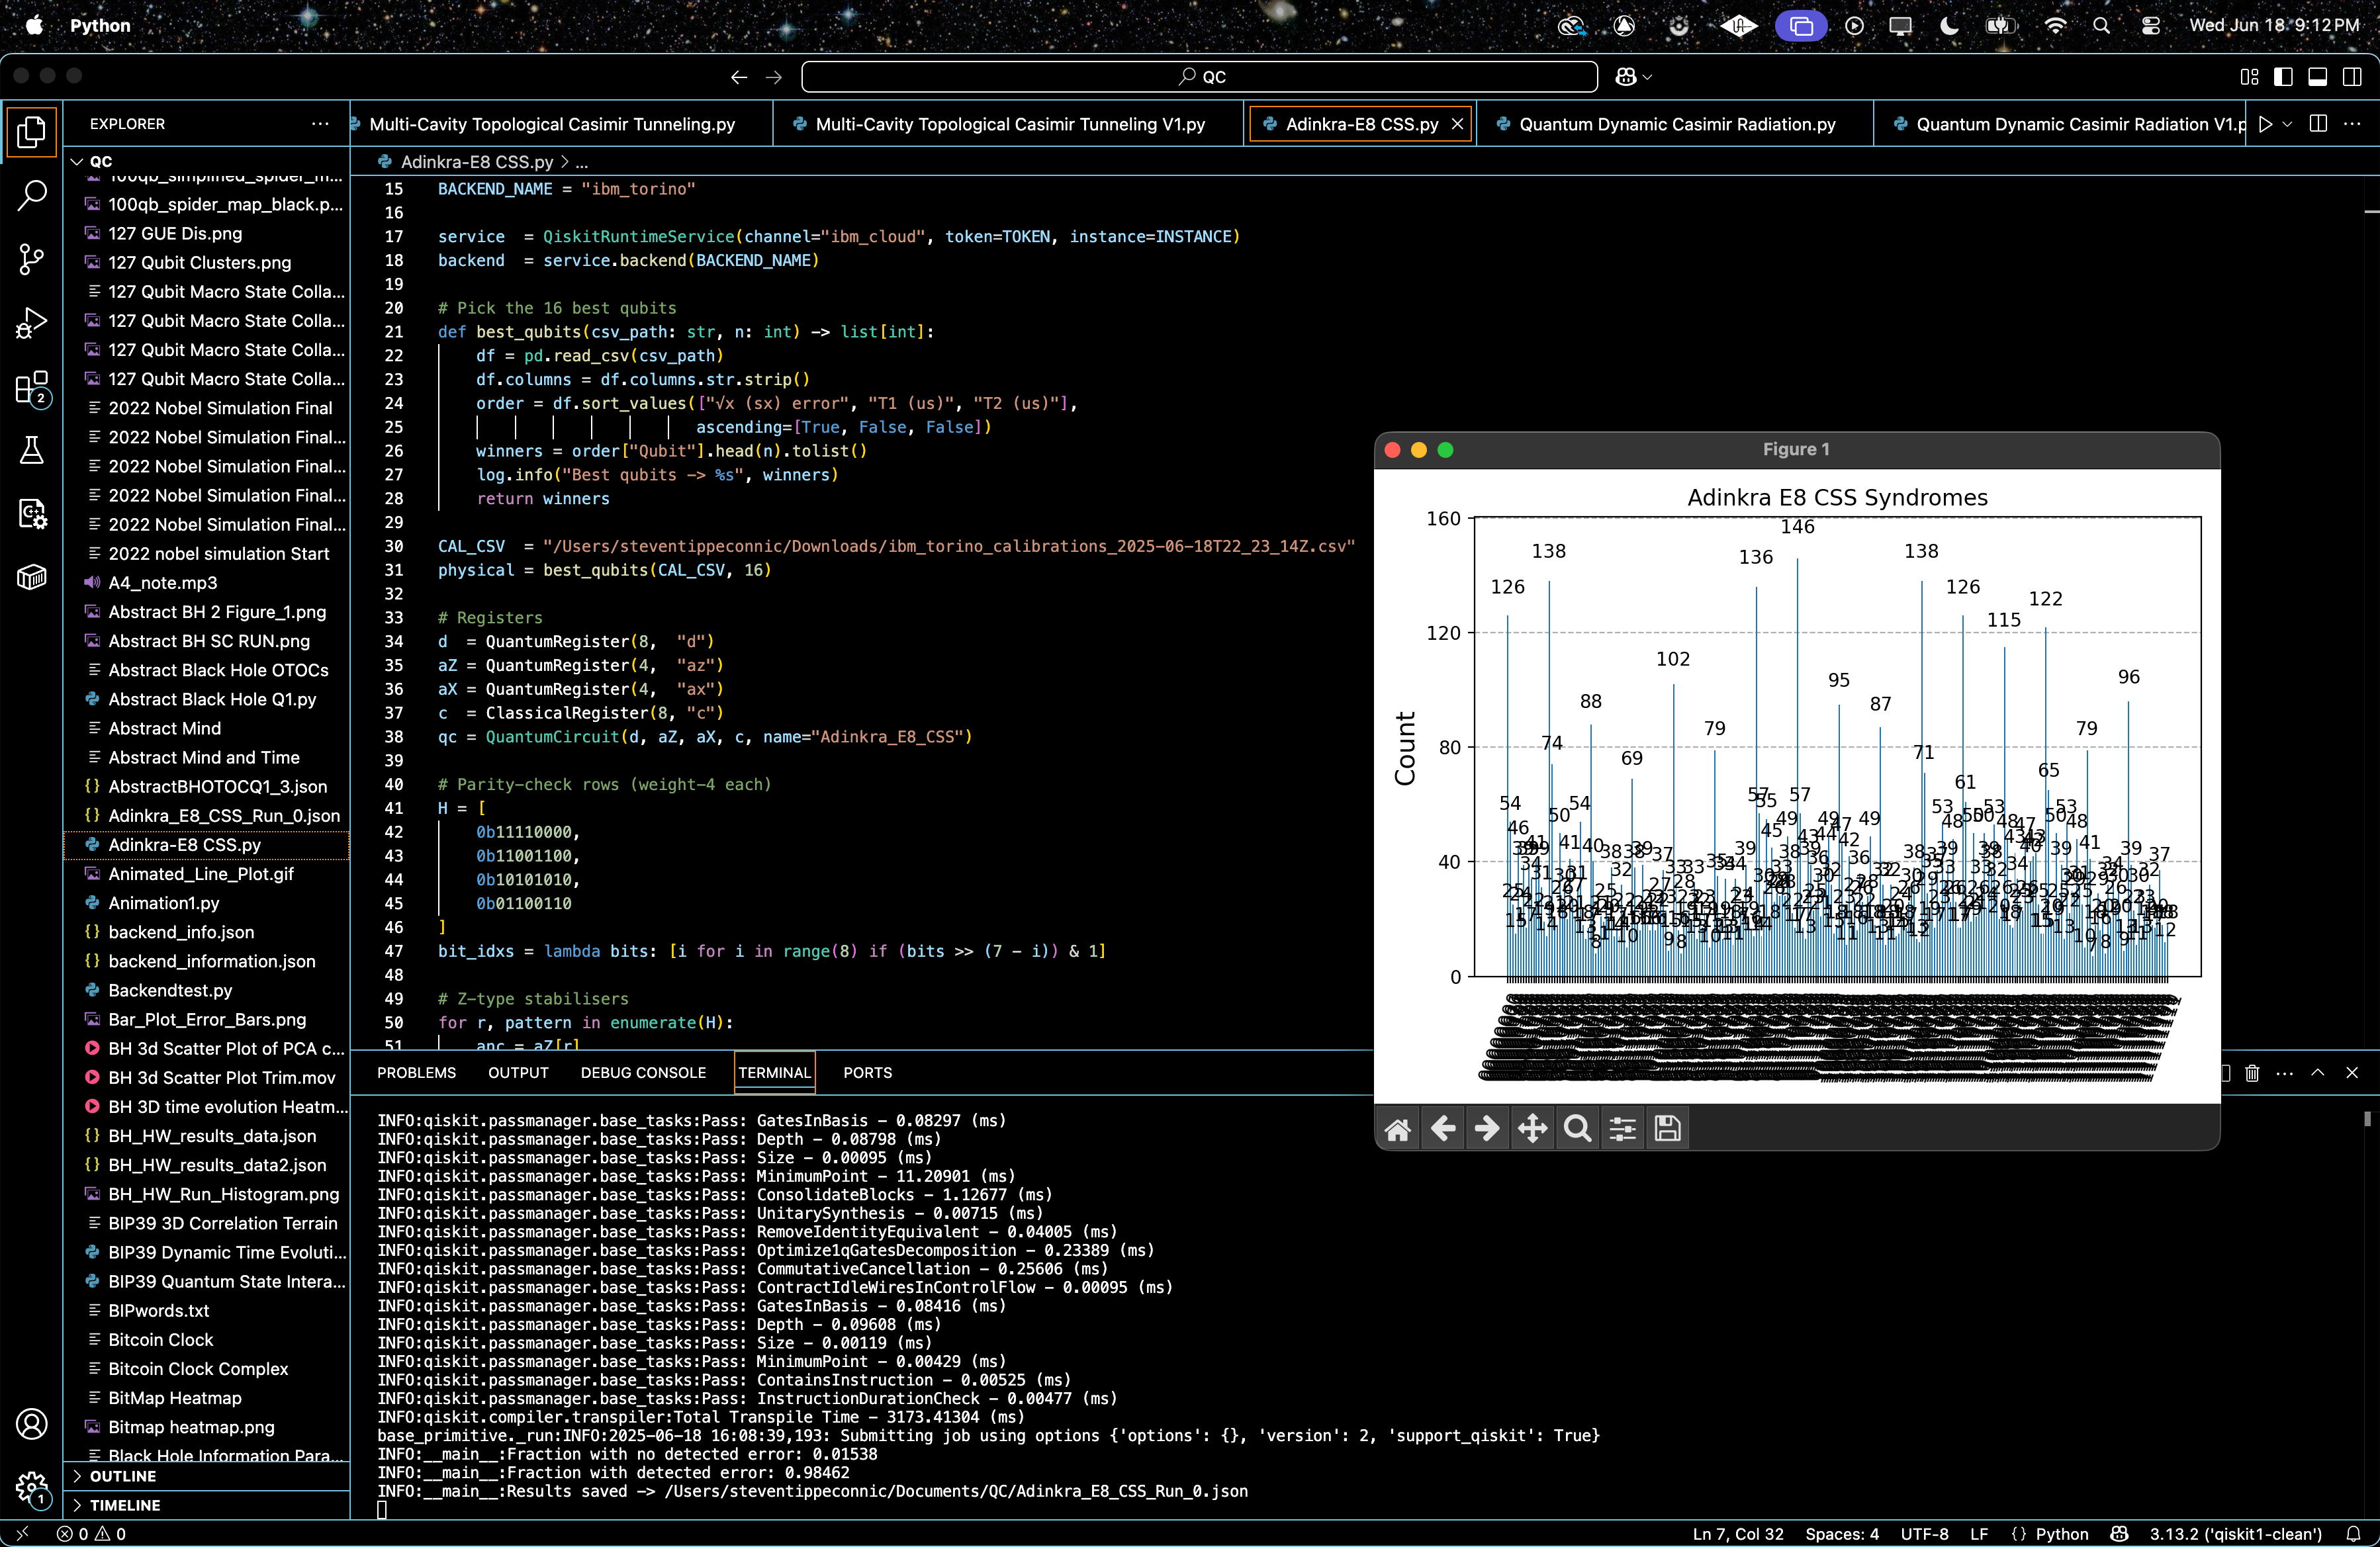 Python
Wed Jun 18 9:12 PM
QC
EXPLORER
Multi-Cavity Topological Casimir Tunneling.py
Multi-Cavity Topological Casimir Tunneling V1.py
Adinkra-E8 CSS.py
Quantum Dynamic Casimir Radiation.py
Quantum Dynamic Casimir Radiation V1.p
QC
100qb_simplified_spider_m...
100qb_spider_map_black.p...
127 GUE Dis.png
127 Qubit Clusters.png
127 Qubit Macro State Colla...
127 Qubit Macro State Colla...
127 Qubit Macro State Colla...
127 Qubit Macro State Colla...
2022 Nobel Simulation Final
2022 Nobel Simulation Final...
2022 Nobel Simulation Final...
2022 Nobel Simulation Final...
2022 Nobel Simulation Final...
2022 nobel simulation Start
A4_note.mp3
Abstract BH 2 Figure_1.png
Abstract BH SC RUN.png
Abstract Black Hole OTOCs
Abstract Black Hole Q1.py
Abstract Mind
Abstract Mind and Time
AbstractBHOTOCQ1_3.json
Adinkra_E8_CSS_Run_0.json
Adinkra-E8 CSS.py
Animated_Line_Plot.gif
Animation1.py
backend_info.json
backend_information.json
Backendtest.py
Bar_Plot_Error_Bars.png
BH 3d Scatter Plot of PCA c...
BH 3d Scatter Plot Trim.mov
BH 3D time evolution Heatm...
BH_HW_results_data.json
BH_HW_results_data2.json
BH_HW_Run_Histogram.png
BIP39 3D Correlation Terrain
BIP39 Dynamic Time Evoluti...
BIP39 Quantum State Intera...
BIPwords.txt
Bitcoin Clock
Bitcoin Clock Complex
BitMap Heatmap
Bitmap heatmap.png
Black Hole Information Para...
OUTLINE
TIMELINE
2
1
Adinkra-E8 CSS.py > ...
15 BACKEND_NAME = "ibm_torino"
16
17 service = QiskitRuntimeService(channel="ibm_cloud", token=TOKEN, instance=INSTANCE)
18 backend = service.backend(BACKEND_NAME)
19
20 # Pick the 16 best qubits
21 def best_qubits(csv_path: str, n: int) -> list[int]:
22 df = pd.read_csv(csv_path)
23 df.columns = df.columns.str.strip()
24 order = df.sort_values(["√x (sx) error", "T1 (us)", "T2 (us)"],
25 ascending=[True, False, False])
26 winners = order["Qubit"].head(n).tolist()
27 log.info("Best qubits -> %s", winners)
28 return winners
29
30 CAL_CSV = "/Users/steventippeconnic/Downloads/ibm_torino_calibrations_2025-06-18T22_23_14Z.csv"
31 physical = best_qubits(CAL_CSV, 16)
32
33 # Registers
34 d = QuantumRegister(8, "d")
35 aZ = QuantumRegister(4, "az")
36 aX = QuantumRegister(4, "ax")
37 c = ClassicalRegister(8, "c")
38 qc = QuantumCircuit(d, aZ, aX, c, name="Adinkra_E8_CSS")
39
40 # Parity-check rows (weight-4 each)
41 H = [
42 0b11110000,
43 0b11001100,
44 0b10101010,
45 0b01100110
46 ]
47 bit_idxs = lambda bits: [i for i in range(8) if (bits >> (7 - i)) & 1]
48
49 # Z-type stabilisers
50 for r, pattern in enumerate(H):
51 anc = aZ[r]
Figure 1
Adinkra E8 CSS Syndromes
Count
160
120
80
40
0
126
138
74
88
69
102
79
136
146
95
87
138
71
126
61
115
122
65
79
96
PROBLEMS
OUTPUT
DEBUG CONSOLE
TERMINAL
PORTS
INFO:qiskit.passmanager.base_tasks:Pass: GatesInBasis - 0.08297 (ms)
INFO:qiskit.passmanager.base_tasks:Pass: Depth - 0.08798 (ms)
INFO:qiskit.passmanager.base_tasks:Pass: Size - 0.00095 (ms)
INFO:qiskit.passmanager.base_tasks:Pass: MinimumPoint - 11.20901 (ms)
INFO:qiskit.passmanager.base_tasks:Pass: ConsolidateBlocks - 1.12677 (ms)
INFO:qiskit.passmanager.base_tasks:Pass: UnitarySynthesis - 0.00715 (ms)
INFO:qiskit.passmanager.base_tasks:Pass: RemoveIdentityEquivalent - 0.04005 (ms)
INFO:qiskit.passmanager.base_tasks:Pass: Optimize1qGatesDecomposition - 0.23389 (ms)
INFO:qiskit.passmanager.base_tasks:Pass: CommutativeCancellation - 0.25606 (ms)
INFO:qiskit.passmanager.base_tasks:Pass: ContractIdleWiresInControlFlow - 0.00095 (ms)
INFO:qiskit.passmanager.base_tasks:Pass: GatesInBasis - 0.08416 (ms)
INFO:qiskit.passmanager.base_tasks:Pass: Depth - 0.09608 (ms)
INFO:qiskit.passmanager.base_tasks:Pass: Size - 0.00119 (ms)
INFO:qiskit.passmanager.base_tasks:Pass: MinimumPoint - 0.00429 (ms)
INFO:qiskit.passmanager.base_tasks:Pass: ContainsInstruction - 0.00525 (ms)
INFO:qiskit.passmanager.base_tasks:Pass: InstructionDurationCheck - 0.00477 (ms)
INFO:qiskit.compiler.transpiler:Total Transpile Time - 3173.41304 (ms)
base_primitive._run:INFO:2025-06-18 16:08:39,193: Submitting job using options {'options': {}, 'version': 2, 'support_qiskit': True}
INFO:__main__:Fraction with no detected error: 0.01538
INFO:__main__:Fraction with detected error: 0.98462
INFO:__main__:Results saved -> /Users/steventippeconnic/Documents/QC/Adinkra_E8_CSS_Run_0.json
0 0
Ln 7, Col 32
Spaces: 4
UTF-8
LF
{} Python
3.13.2 ('qiskit1-clean')